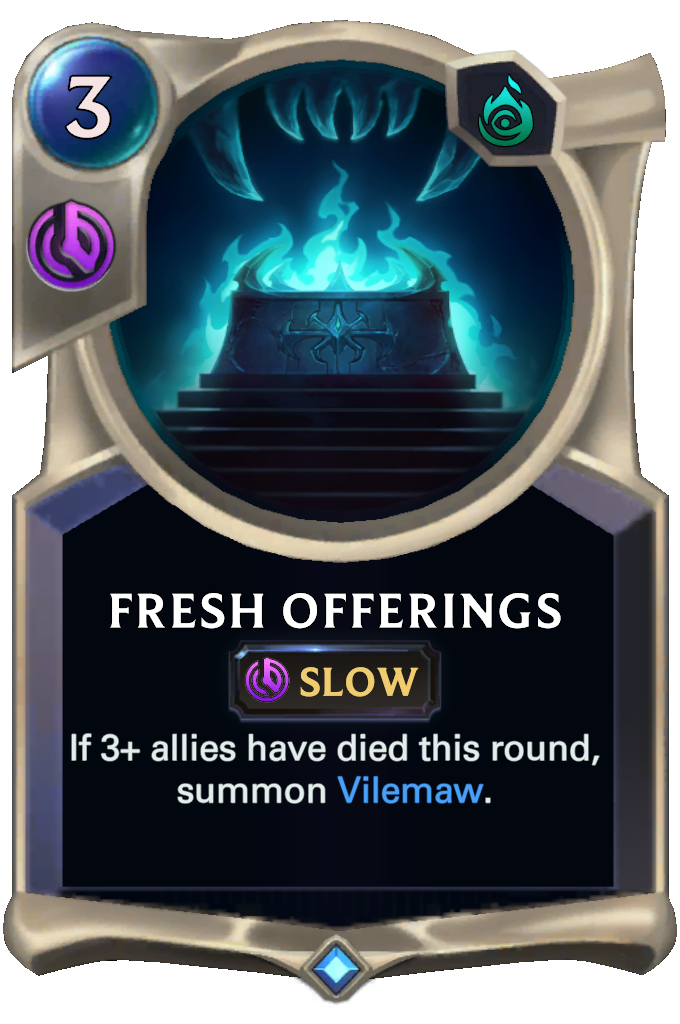 3
FRESH OFFERINGS
SLOW
If 3+ allies have died this round,
summon Vilemaw.